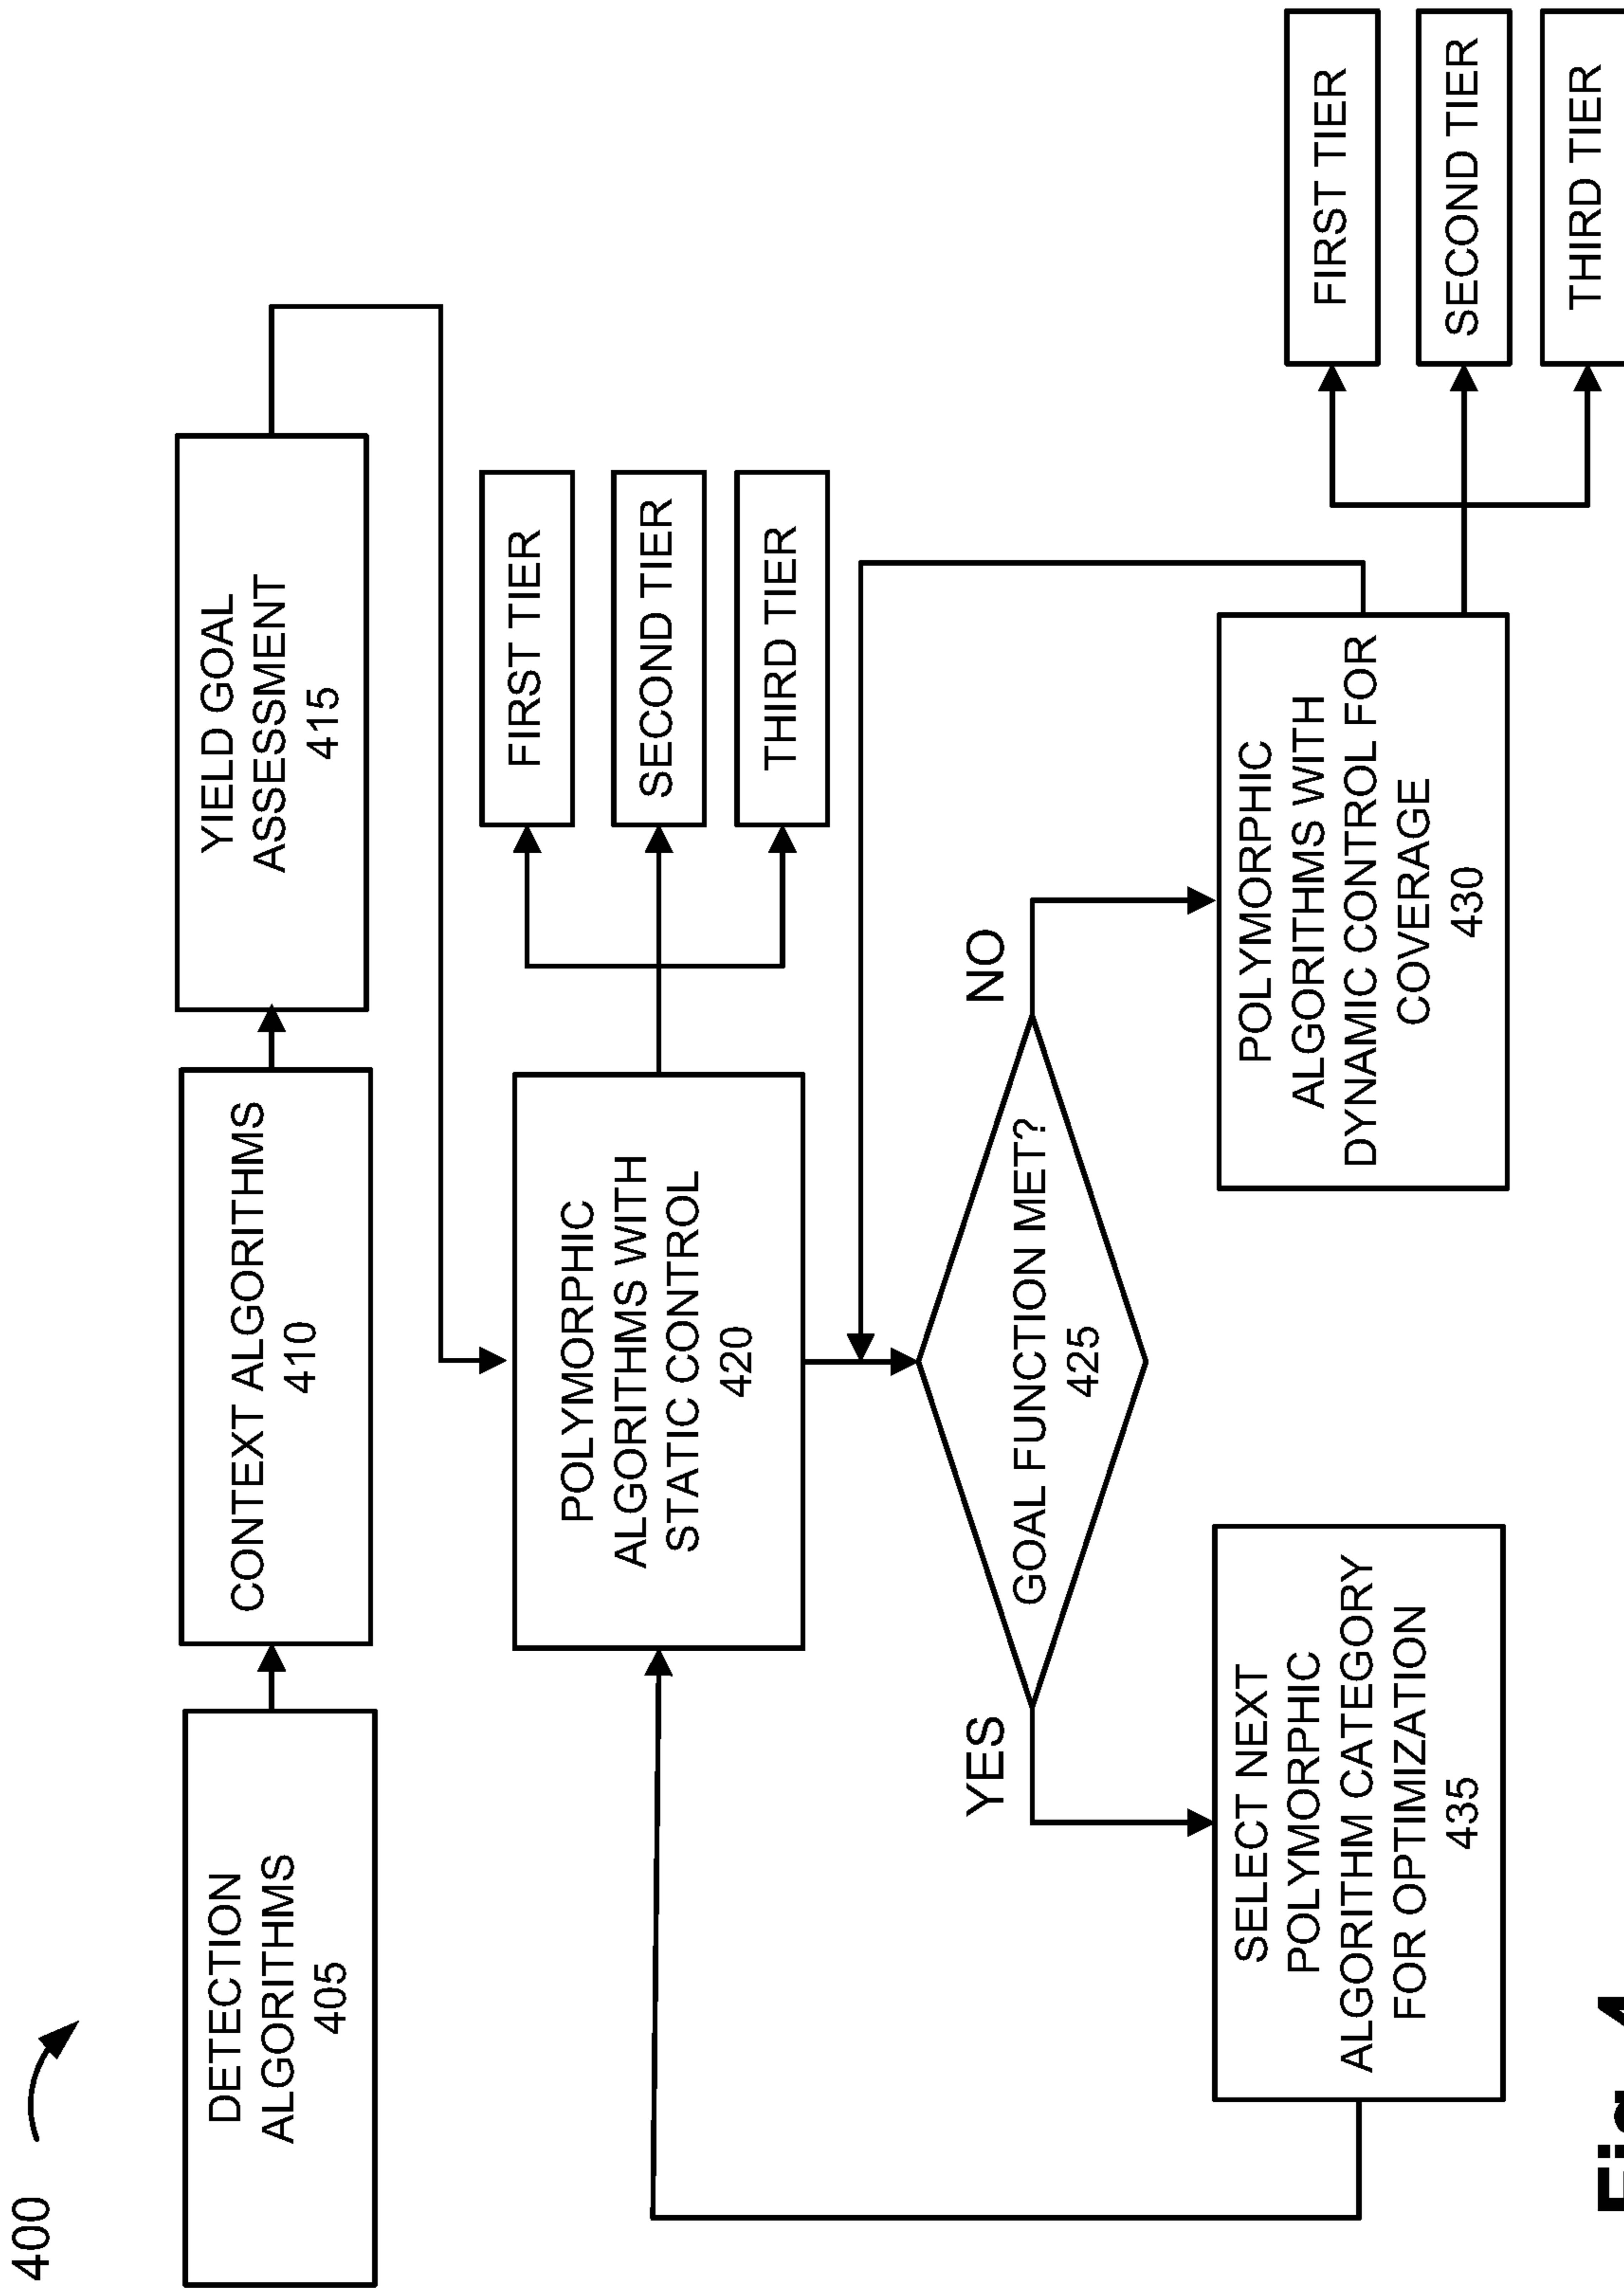 400
DETECTION
ALGORITHMS
405
CONTEXT ALGORITHMS
410
YIELD GOAL
ASSESSMENT
415
POLYMORPHIC
ALGORITHMS WITH
STATIC CONTROL
420
FIRST TIER
SECOND TIER
THIRD TIER
YES
GOAL FUNCTION MET?
425
NO
SELECT NEXT
POLYMORPHIC
ALGORITHM CATEGORY
FOR OPTIMIZATION
435
POLYMORPHIC
ALGORITHMS WITH
DYNAMIC CONTROL FOR
COVERAGE
430
FIRST TIER
SECOND TIER
THIRD TIER
Fig. 4